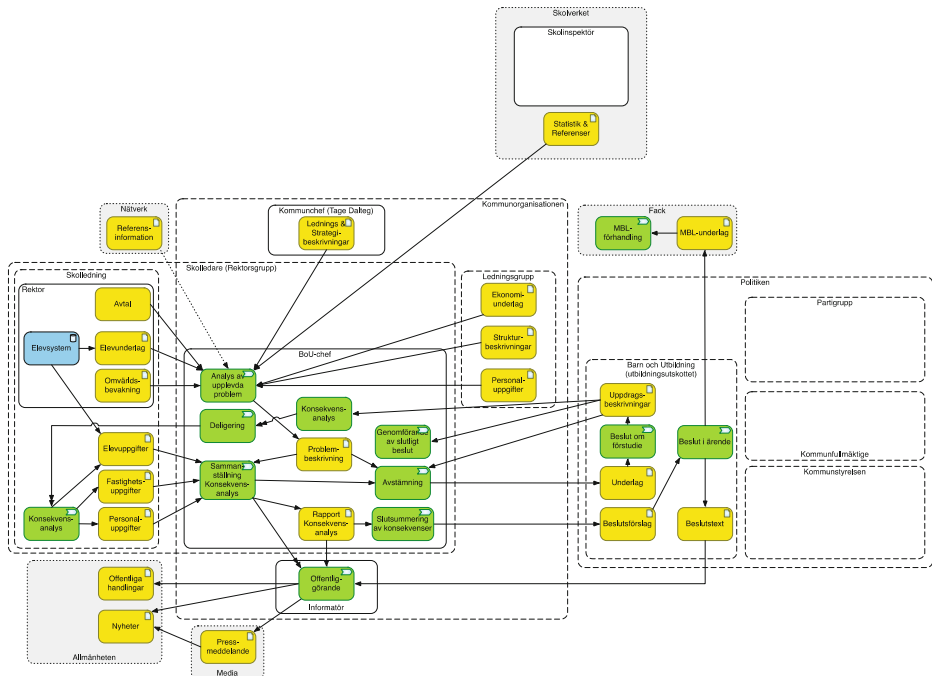 Skolverket
Skolinspektör
Statistik &
Referenser
Nätverk
Referens-
information
Kommunorganisationen
Kommunchef (Tage Dalteg)
Lednings &
Strategi-
beskrivningar
Fack
MBL-
förhandling
MBL-underlag
Skolledare (Rektorsgrupp)
Skolledning
Rektor
Avtal
Elevsystem
Elevunderlag
Omvärlds-
bevakning
Ledningsgrupp
Ekonomi-
underlag
Struktur-
beskrivningar
Personal-
uppgifter
Politiken
Partigrupp
BoU-chef
Analys av
upplevda
problem
Konsekvens-
analys
Deligering
Genomförande
av slutligt
beslut
Problem-
beskrivning
Samman-
ställning
Konsekvens-
analys
Avstämning
Rapport
Konsekvens-
analys
Slutsummering
av konsekvenser
Barn och Utbildning
(utbildningsutskottet)
Uppdrags-
beskrivningar
Beslut om
förstudie
Beslut i ärende
Underlag
Beslutsförslag
Beslutstext
Kommunfullmäktige
Kommunstyrelsen
Elevuppgifter
Fastighets-
uppgifter
Konsekvens-
analys
Personal-
uppgifter
Offentliga
handlingar
Nyheter
Allmänheten
Offentlig-
görande
Informatör
Press-
meddelande
Media